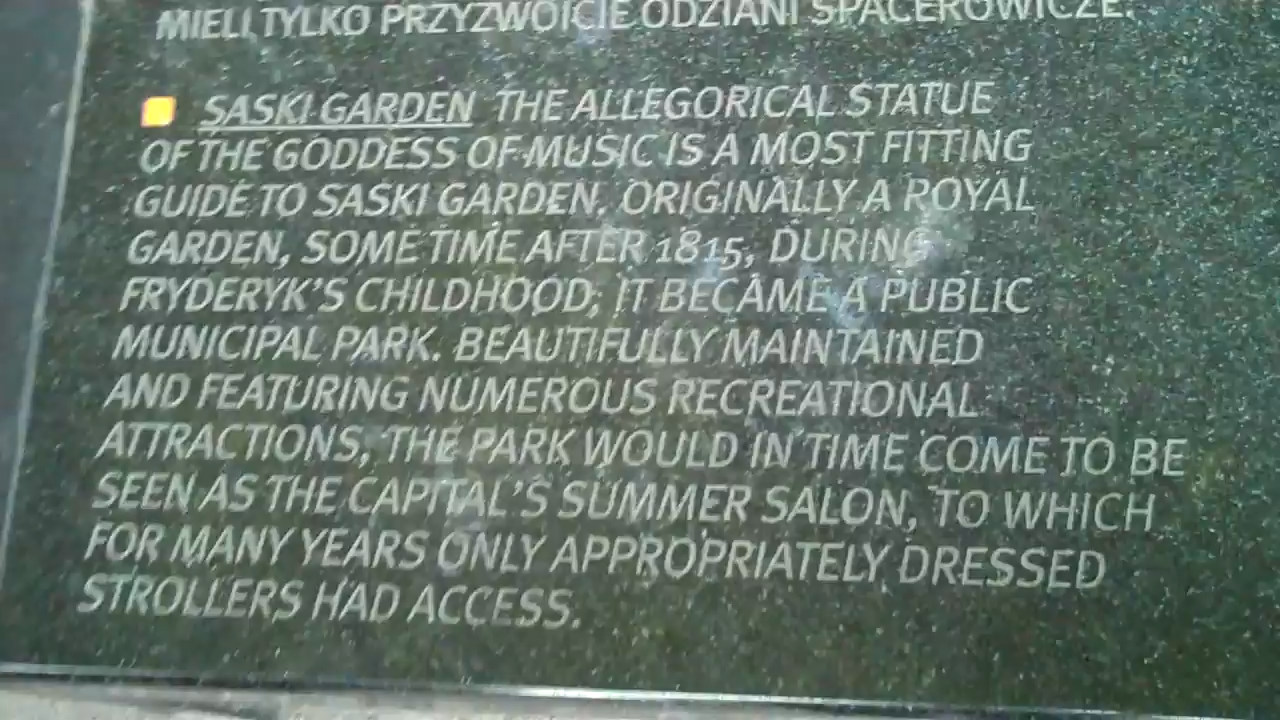 MIELI TYLKO PRZYZWOICIE ODZIANI SPACEROWICZE.
SASKI GARDEN THE ALLEGORICAL STATUE
OF THE GODDESS OF MUSIC IS A MOST FITTING
GUIDE TO SASKI GARDEN. ORIGINALLY A ROYAL
GARDEN, SOME TIME AFTER 1815, DURING
FRYDERYK'S CHILDHOOD, IT BECAME A PUBLIC
MUNICIPAL PARK. BEAUTIFULLY MAINTAINED
AND FEATURING NUMEROUS RECREATIONAL
ATTRACTIONS, THE PARK WOULD IN TIME COME TO BE
SEEN AS THE CAPITAL'S SUMMER SALON, TO WHICH
FOR MANY YEARS ONLY APPROPRIATELY DRESSED
STROLLERS HAD ACCESS.